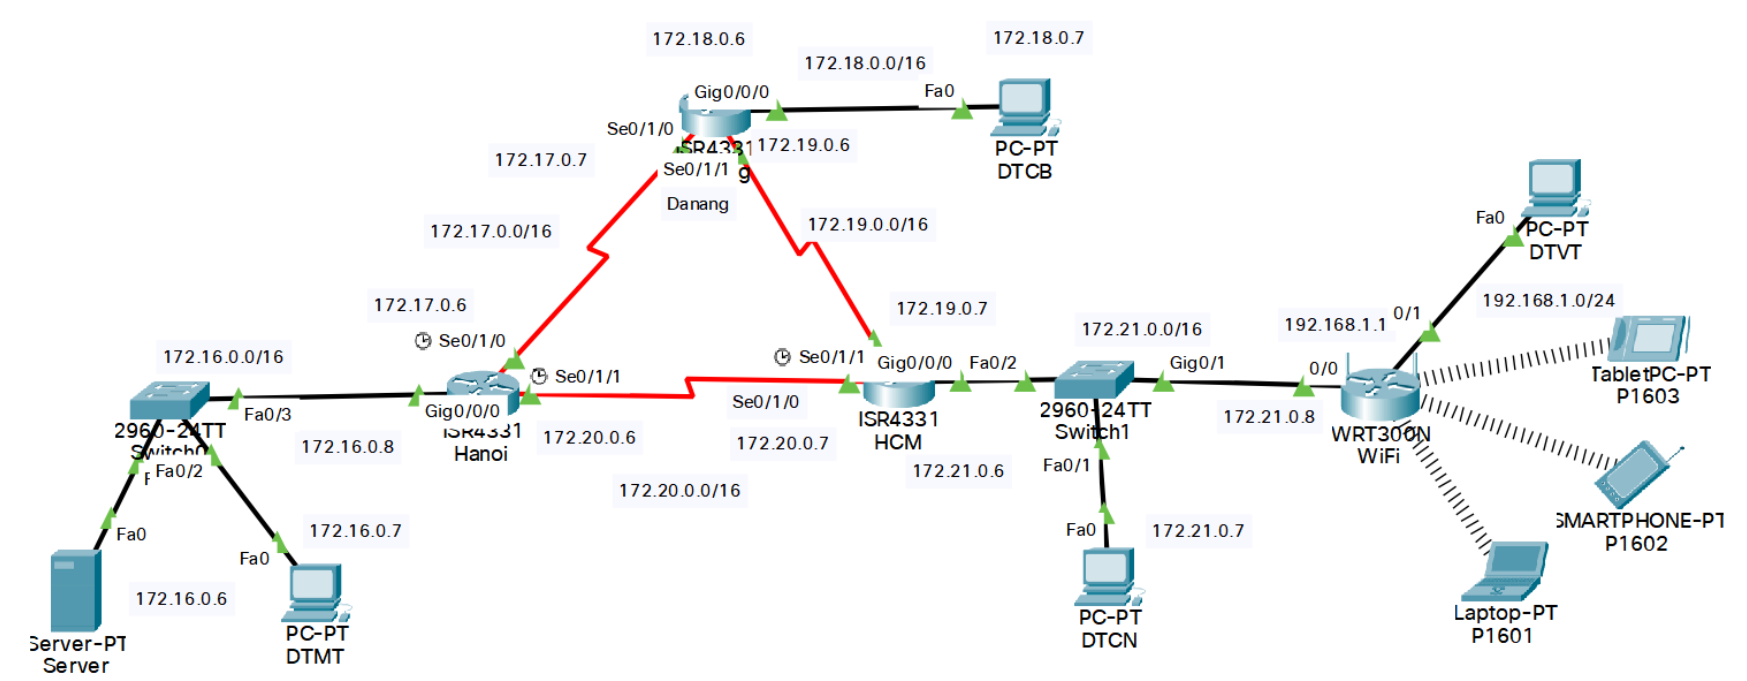 172.18.0.6
172.18.0.7
172.18.0.0/16
Gig0/0/0
Fa0
Se0/1/0
172.19.0.6
172.17.0.7
Se0/1/1
PC-PT
DTCB
Danang
172.17.0.0/16
172.19.0.0/16
Fa0
PC-PT
DTVT
172.17.0.6
172.19.0.7
192.168.1.0/24
192.168.1.1
0/1
Se0/1/0
172.21.0.0/16
172.16.0.0/16
Se0/1/1
Se0/1/1
Gig0/0/0
Fa0/2
Gig0/1
0/0
TabletPC-PT
P1603
Fa0/3
Gig0/0/0
ISR4331
Hanoi
Se0/1/0
ISR4331
HCM
2960-24TT
Switch1
172.21.0.8
WRT300N
WiFi
2960-24TT
Switch0
172.16.0.8
172.20.0.6
172.20.0.7
Fa0/2
Fa0/1
172.21.0.6
172.20.0.0/16
SMARTPHONE-PT
P1602
Fa0
172.16.0.7
Fa0
172.21.0.7
Fa0
172.16.0.6
PC-PT
DTMT
PC-PT
DTCN
Laptop-PT
P1601
Server-PT
Server